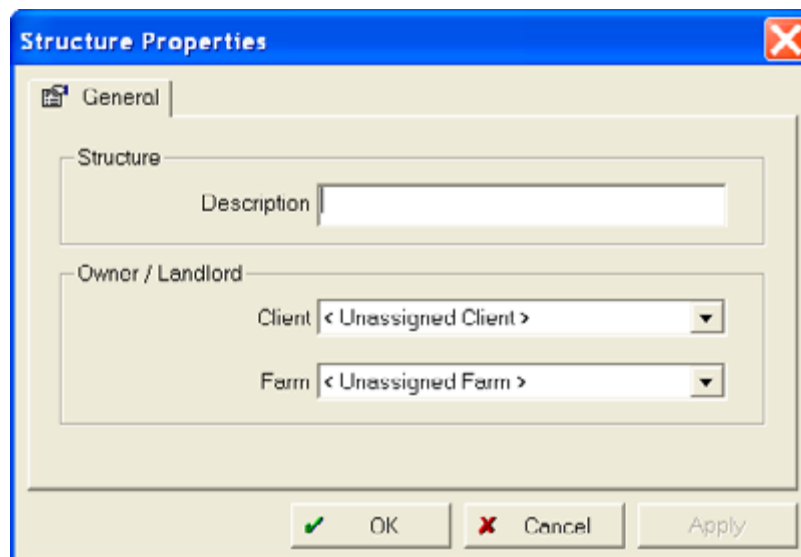 Structure Properties
General
Structure
Description
Owner / Landlord
Client < Unassigned Client >
Farm < Unassigned Farm >
OK Cancel Apply